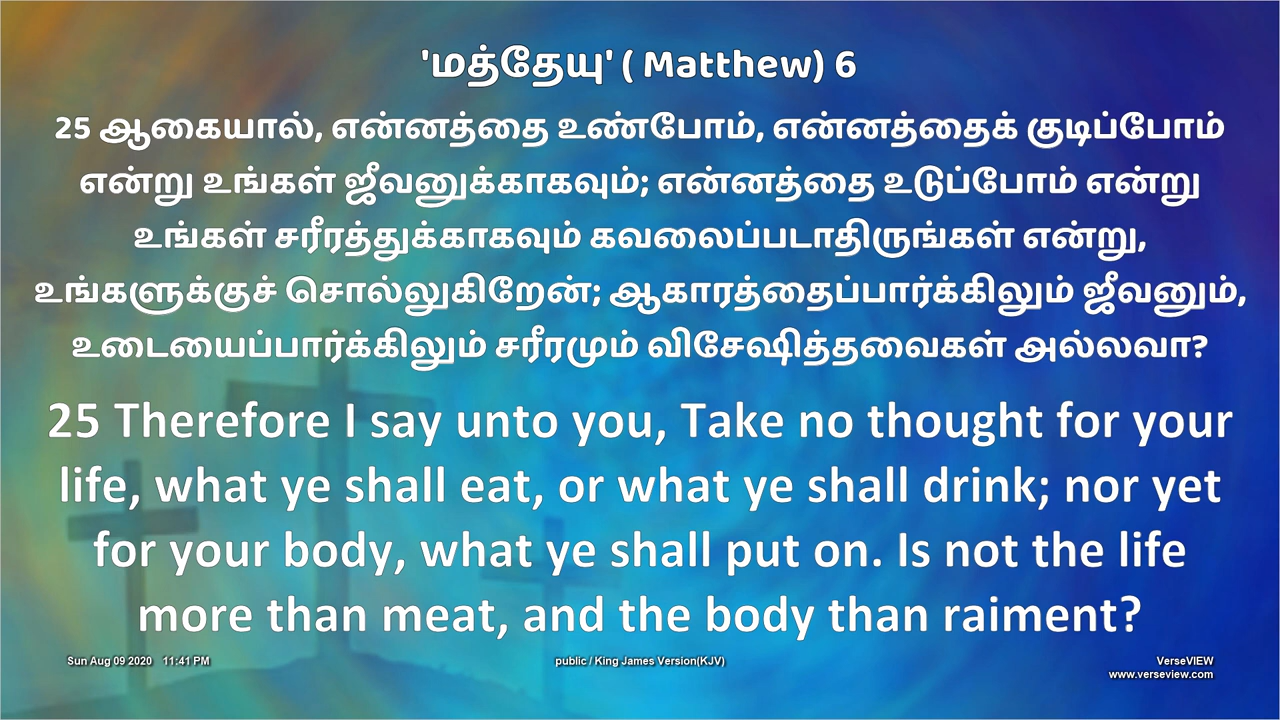 'மத்தேயு' ( Matthew) 6
25 ஆகையால், என்னத்தை உண்போம், என்னத்தைக் குடிப்போம்
என்று உங்கள் ஜீவனுக்காகவும்; என்னத்தை உடுப்போம் என்று
உங்கள் சரீரத்துக்காகவும் கவலைப்படாதிருங்கள் என்று,
உங்களுக்குச் சொல்லுகிறேன்; ஆகாரத்தைப்பார்க்கிலும் ஜீவனும்,
உடையைப்பார்க்கிலும் சரீரமும் விசேஷித்தவைகள் அல்லவா?
25 Therefore I say unto you, Take no thought for your
life, what ye shall eat, or what ye shall drink; nor yet
for your body, what ye shall put on. Is not the life
more than meat, and the body than raiment?
Sun Aug 09 2020 11:41 PM
public / King James Version(KJV)
VerseVIEW
www.verseview.com